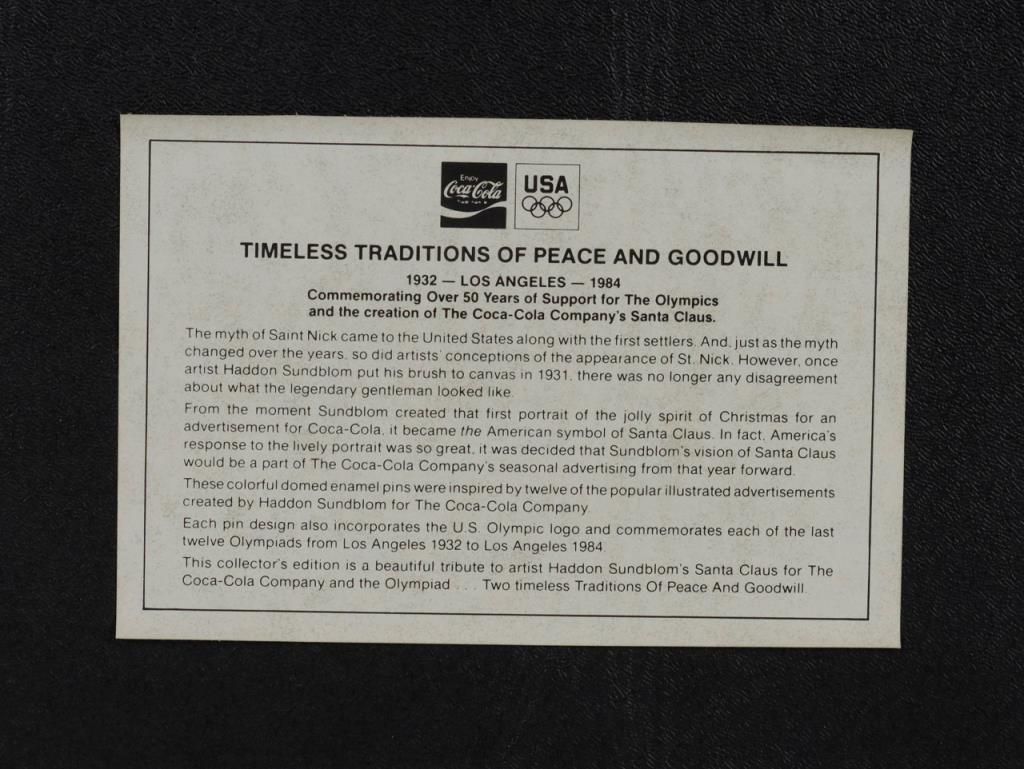 Enjoy
Coca-Cola
USA
TIMELESS TRADITIONS OF PEACE AND GOODWILL
1932 — LOS ANGELES — 1984
Commemorating Over 50 Years of Support for The Olympics
and the creation of The Coca-Cola Company's Santa Claus.
The myth of Saint Nick came to the United States along with the first settlers. And, just as the myth
changed over the years, so did artists' conceptions of the appearance of St. Nick. However, once
artist Haddon Sundblom put his brush to canvas in 1931, there was no longer any disagreement
about what the legendary gentleman looked like.
From the moment Sundblom created that first portrait of the jolly spirit of Christmas for an
advertisement for Coca-Cola, it became the American symbol of Santa Claus. In fact, America's
response to the lively portrait was so great, it was decided that Sundblom's vision of Santa Claus
would be a part of The Coca-Cola Company's seasonal advertising from that year forward.
These colorful domed enamel pins were inspired by twelve of the popular illustrated advertisements
created by Haddon Sundblom for The Coca-Cola Company.
Each pin design also incorporates the U.S. Olympic logo and commemorates each of the last
twelve Olympiads from Los Angeles 1932 to Los Angeles 1984.
This collector's edition is a beautiful tribute to artist Haddon Sundblom's Santa Claus for The
Coca-Cola Company and the Olympiad . . . Two timeless Traditions Of Peace And Goodwill.